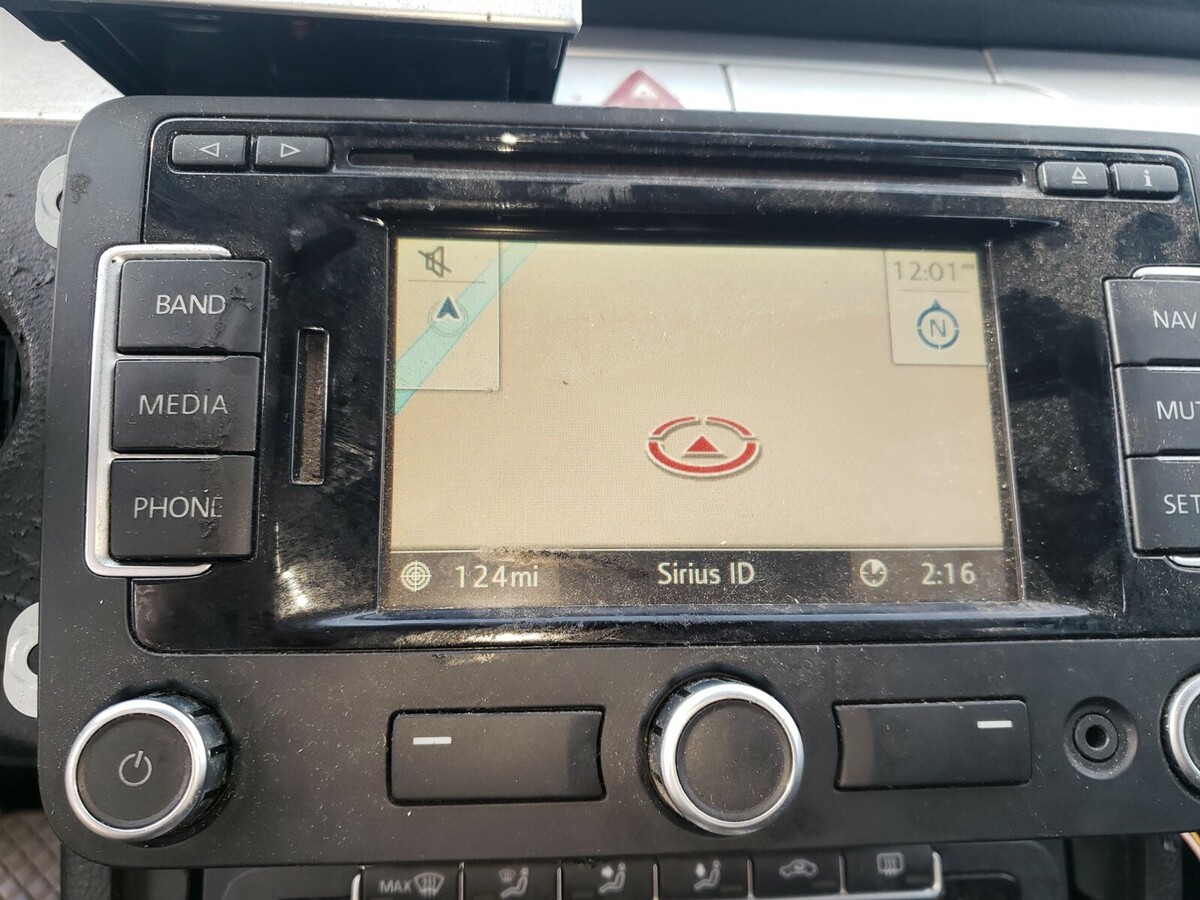 i
12:01
BAND
N
NAV
MEDIA
MUT
PHONE
SET
124mi
Sirius ID
2:16
MAX